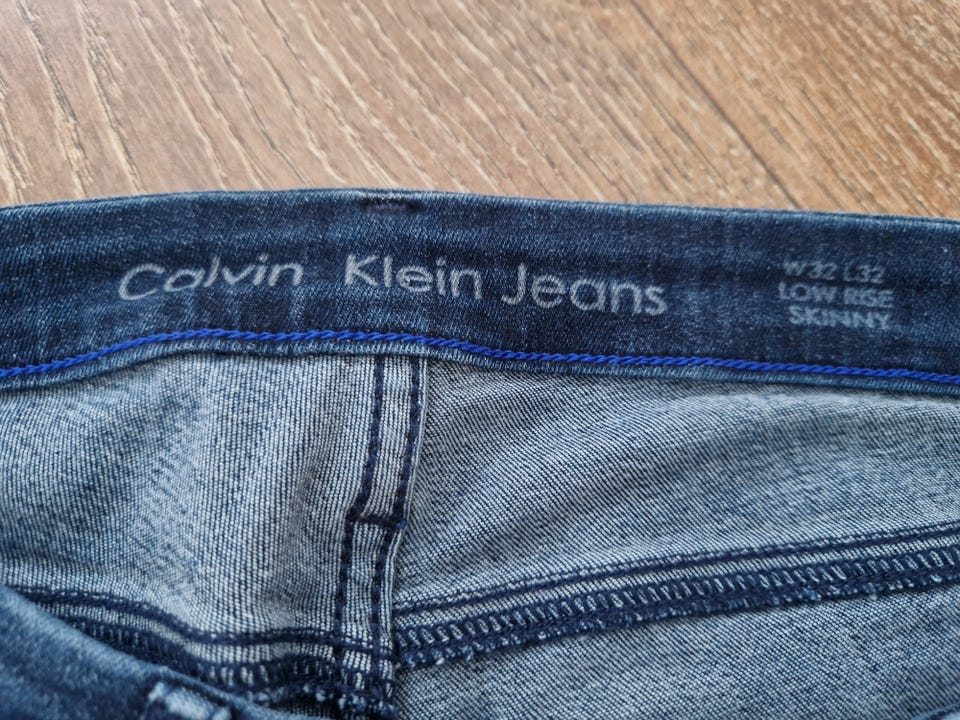 Calvin Klein Jeans
W32 L32
LOW RISE
SKINNY